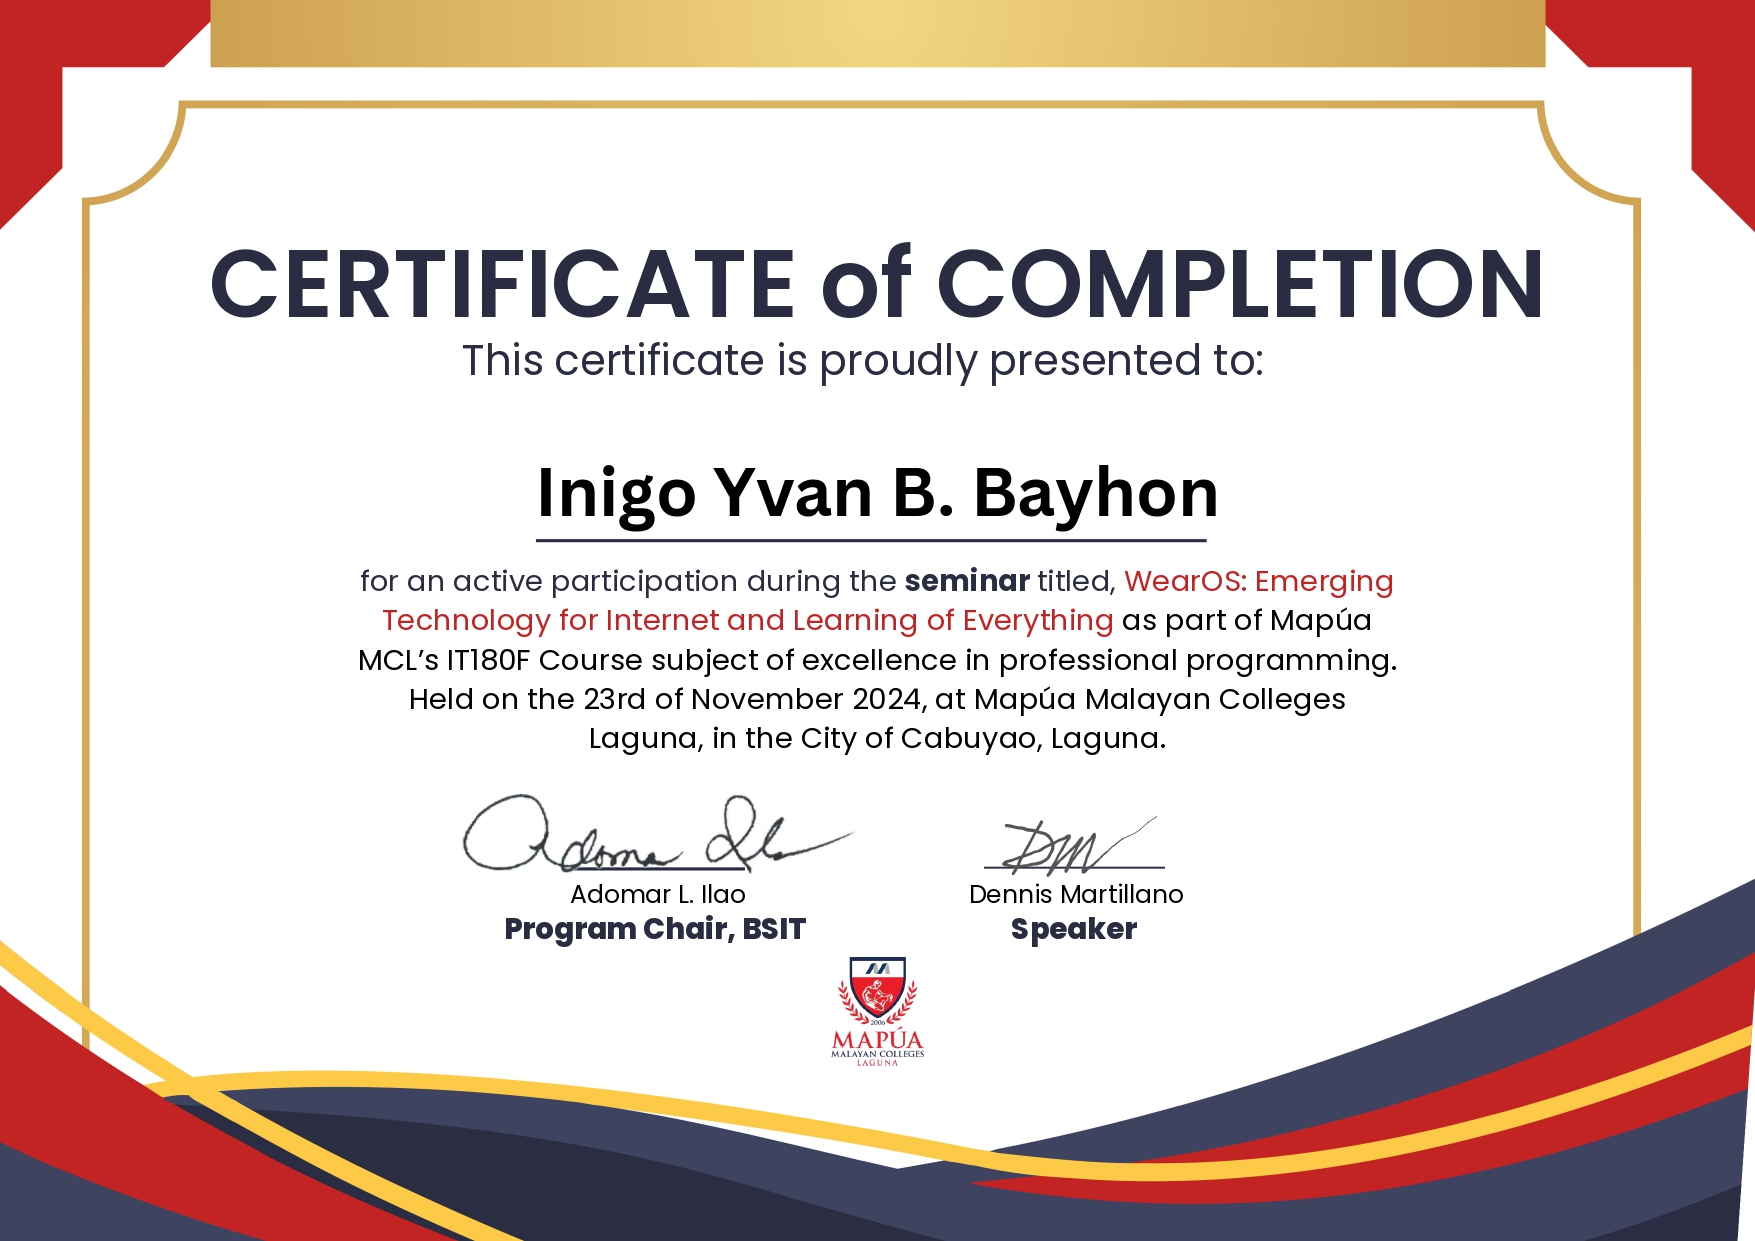 CERTIFICATE of COMPLETION
This certificate is proudly presented to:
Inigo Yvan B. Bayhon
for an active participation during the seminar titled, WearOS: Emerging
Technology for Internet and Learning of Everything as part of Mapúa
MCL’s IT180F Course subject of excellence in professional programming.
Held on the 23rd of November 2024, at Mapúa Malayan Colleges
Laguna, in the City of Cabuyao, Laguna.
Adomar L. Ilao
Program Chair, BSIT
Dennis Martillano
Speaker
2006
MAPÚA
MALAYAN COLLEGES
LAGUNA